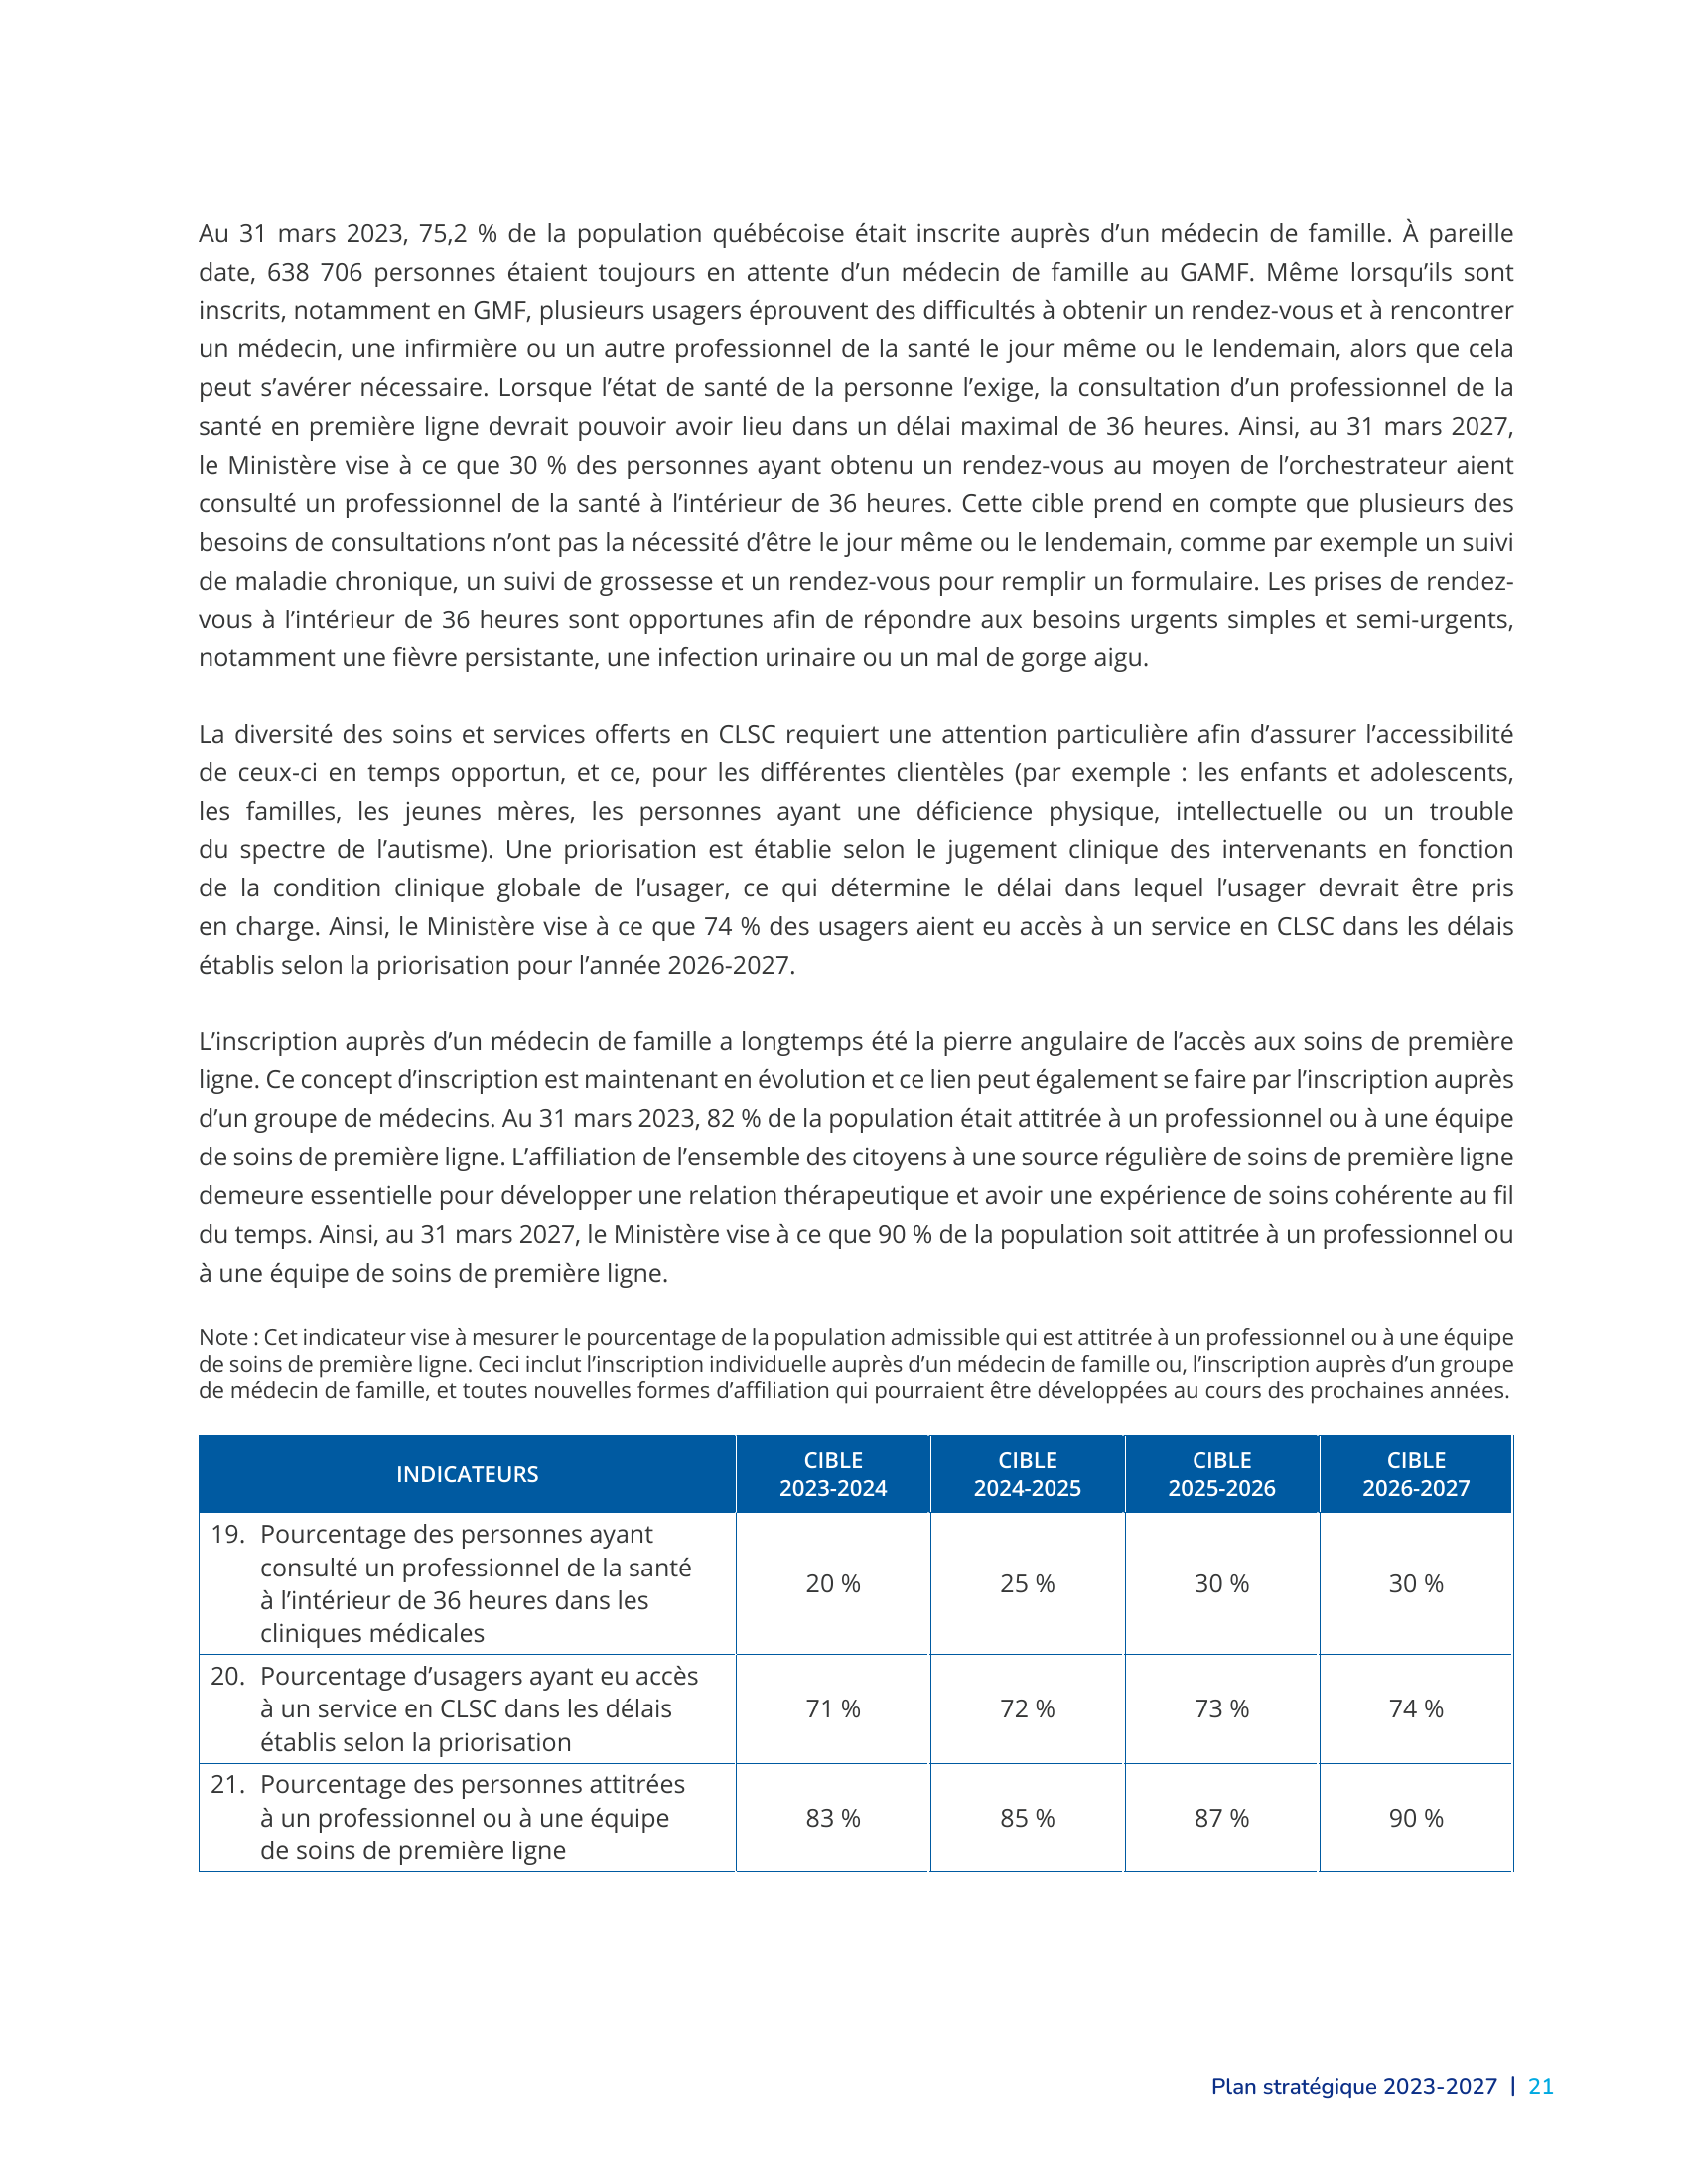 Au 31 mars 2023, 75,2 % de la population québécoise était inscrite auprès d’un médecin de famille. À pareille
date, 638 706 personnes étaient toujours en attente d’un médecin de famille au GAMF. Même lorsqu’ils sont
inscrits, notamment en GMF, plusieurs usagers éprouvent des difficultés à obtenir un rendez-vous et à rencontrer
un médecin, une infirmière ou un autre professionnel de la santé le jour même ou le lendemain, alors que cela
peut s’avérer nécessaire. Lorsque l’état de santé de la personne l’exige, la consultation d’un professionnel de la
santé en première ligne devrait pouvoir avoir lieu dans un délai maximal de 36 heures. Ainsi, au 31 mars 2027,
le Ministère vise à ce que 30 % des personnes ayant obtenu un rendez-vous au moyen de l’orchestrateur aient
consulté un professionnel de la santé à l’intérieur de 36 heures. Cette cible prend en compte que plusieurs des
besoins de consultations n’ont pas la nécessité d’être le jour même ou le lendemain, comme par exemple un suivi
de maladie chronique, un suivi de grossesse et un rendez-vous pour remplir un formulaire. Les prises de rendez-
vous à l’intérieur de 36 heures sont opportunes afin de répondre aux besoins urgents simples et semi-urgents,
notamment une fièvre persistante, une infection urinaire ou un mal de gorge aigu.
La diversité des soins et services offerts en CLSC requiert une attention particulière afin d’assurer l’accessibilité
de ceux-ci en temps opportun, et ce, pour les différentes clientèles (par exemple : les enfants et adolescents,
les familles, les jeunes mères, les personnes ayant une déficience physique, intellectuelle ou un trouble
du spectre de l’autisme). Une priorisation est établie selon le jugement clinique des intervenants en fonction
de la condition clinique globale de l’usager, ce qui détermine le délai dans lequel l’usager devrait être pris
en charge. Ainsi, le Ministère vise à ce que 74 % des usagers aient eu accès à un service en CLSC dans les délais
établis selon la priorisation pour l’année 2026-2027.
L’inscription auprès d’un médecin de famille a longtemps été la pierre angulaire de l’accès aux soins de première
ligne. Ce concept d’inscription est maintenant en évolution et ce lien peut également se faire par l’inscription auprès
d’un groupe de médecins. Au 31 mars 2023, 82 % de la population était attitrée à un professionnel ou à une équipe
de soins de première ligne. L’affiliation de l’ensemble des citoyens à une source régulière de soins de première ligne
demeure essentielle pour développer une relation thérapeutique et avoir une expérience de soins cohérente au fil
du temps. Ainsi, au 31 mars 2027, le Ministère vise à ce que 90 % de la population soit attitrée à un professionnel ou
à une équipe de soins de première ligne.
Note : Cet indicateur vise à mesurer le pourcentage de la population admissible qui est attitrée à un professionnel ou à une équipe
de soins de première ligne. Ceci inclut l’inscription individuelle auprès d’un médecin de famille ou, l’inscription auprès d’un groupe
de médecin de famille, et toutes nouvelles formes d’affiliation qui pourraient être développées au cours des prochaines années.
INDICATEURS
CIBLE
2023-2024
CIBLE
2024-2025
CIBLE
2025-2026
CIBLE
2026-2027
19. Pourcentage des personnes ayant
consulté un professionnel de la santé
à l’intérieur de 36 heures dans les
cliniques médicales
20 %
25 %
30 %
30 %
20. Pourcentage d’usagers ayant eu accès
à un service en CLSC dans les délais
établis selon la priorisation
71 %
72 %
73 %
74 %
21. Pourcentage des personnes attitrées
à un professionnel ou à une équipe
de soins de première ligne
83 %
85 %
87 %
90 %
Plan stratégique 2023-2027 | 21